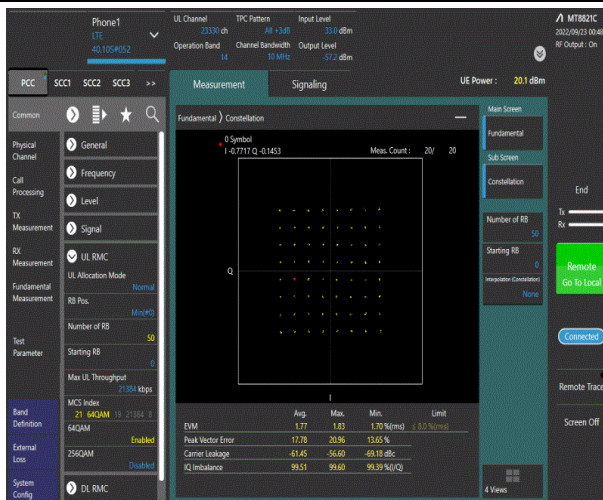 Phone1
LTE
40.105#052
UL Channel
23330 ch
TPC Pattern
All +3dB
Input Level
33.0 dBm
Operation Band
14
Channel Bandwidth
10 MHz
Output Level
-57.2 dBm
MT8821C
2022/09/23 00:48
RF Output : On
PCC
SCC1
SCC2
SCC3
>>
Measurement
Signaling
UE Power : 20.1 dBm
Common
Physical
Channel
Call
Processing
TX
Measurement
RX
Measurement
Fundamental
Measurement
Test
Parameter
Band
Definition
External
Loss
System
Config
General
Frequency
Level
Signal
UL RMC
UL Allocation Mode
Normal
RB Pos.
Min(#0)
Number of RB
50
Starting RB
0
Max UL Throughput
21384 kbps
MCS Index
21 64QAM 19 21384 8
64QAM
Enabled
256QAM
Disabled
DL RMC
Fundamental 〉 Constellation
0 Symbol
I -0.7717 Q -0.1453
Meas. Count : 20/ 20
Q
I
Avg. Max. Min. Limit
EVM 1.77 1.83 1.70 %(rms) ≤ 8.0 %(rms)
Peak Vector Error 17.78 20.96 13.65 %
Carrier Leakage -61.45 -56.60 -69.18 dBc
IQ Imbalance 99.51 99.60 99.39 %(I/Q)
Main Screen
Fundamental
Sub Screen
Constellation
Number of RB
50
Starting RB
0
Interpolation (Constellation)
None
4 Views
End
Tx
Rx
Remote
Go To Local
Connected
Remote Trace
Screen Off